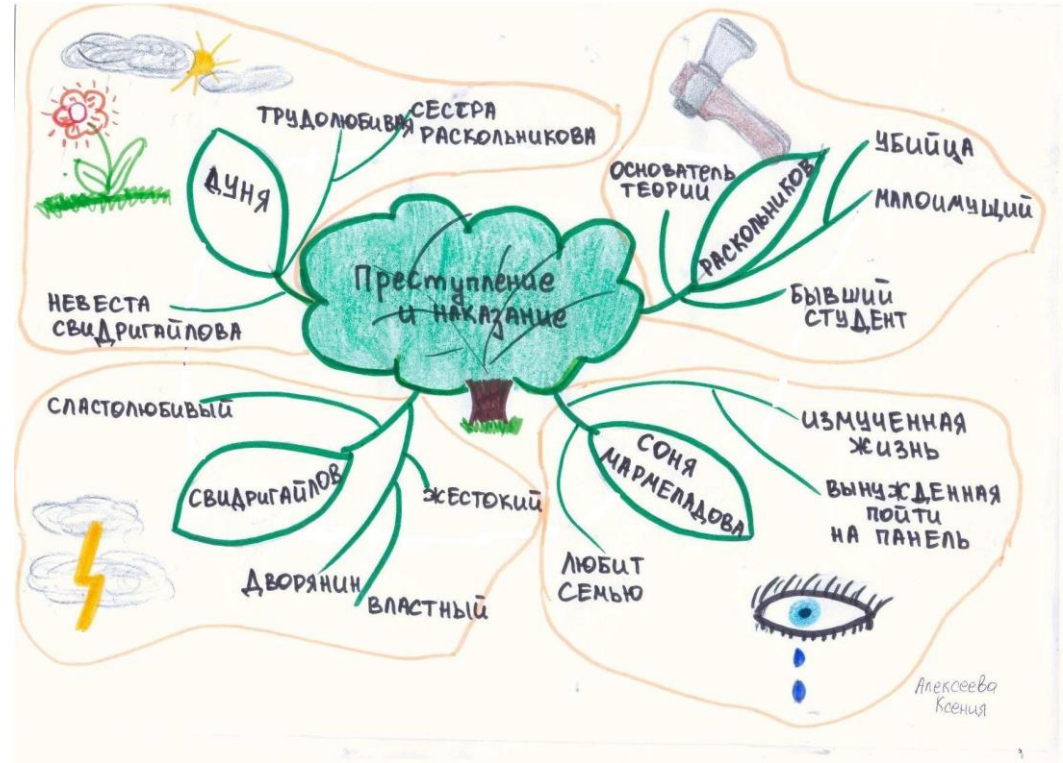 Преступление
и наказание
ДУНЯ
ТРУДОЛЮБИВАЯ
СЕСТРА
РАСКОЛЬНИКОВА
НЕВЕСТА
СВИДРИГАЙЛОВА
РАСКОЛЬНИКОВ
ОСНОВАТЕЛЬ
ТЕОРИИ
УБИЙЦА
МАЛОИМУЩИЙ
БЫВШИЙ
СТУДЕНТ
СВИДРИГАЙЛОВ
СЛАСТОЛЮБИВЫЙ
ЖЕСТОКИЙ
ДВОРЯНИН
ВЛАСТНЫЙ
СОНЯ
МАРМЕЛАДОВА
ИЗМУЧЕННАЯ
ЖИЗНЬ
ВЫНУЖДЕННАЯ
ПОЙТИ
НА ПАНЕЛЬ
ЛЮБИТ
СЕМЬЮ
Алексеева
Ксения